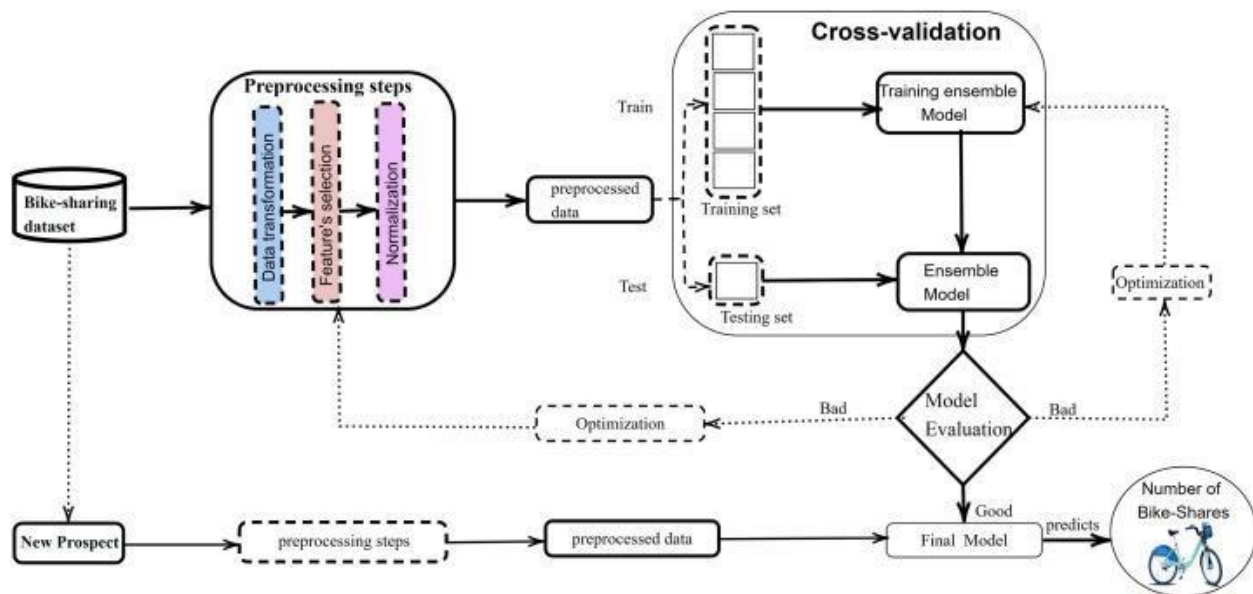 Cross-validation
Preprocessing steps
Data transformation
Feature's selection
Normalization
Bike-sharing
dataset
Train
Training ensemble
Model
preprocessed
data
Training set
Test
Testing set
Ensemble
Model
Optimization
Bad
Optimization
Model
Evaluation
Bad
Good
New Prospect
preprocessing steps
preprocessed data
Final Model
predicts
Number of
Bike-Shares